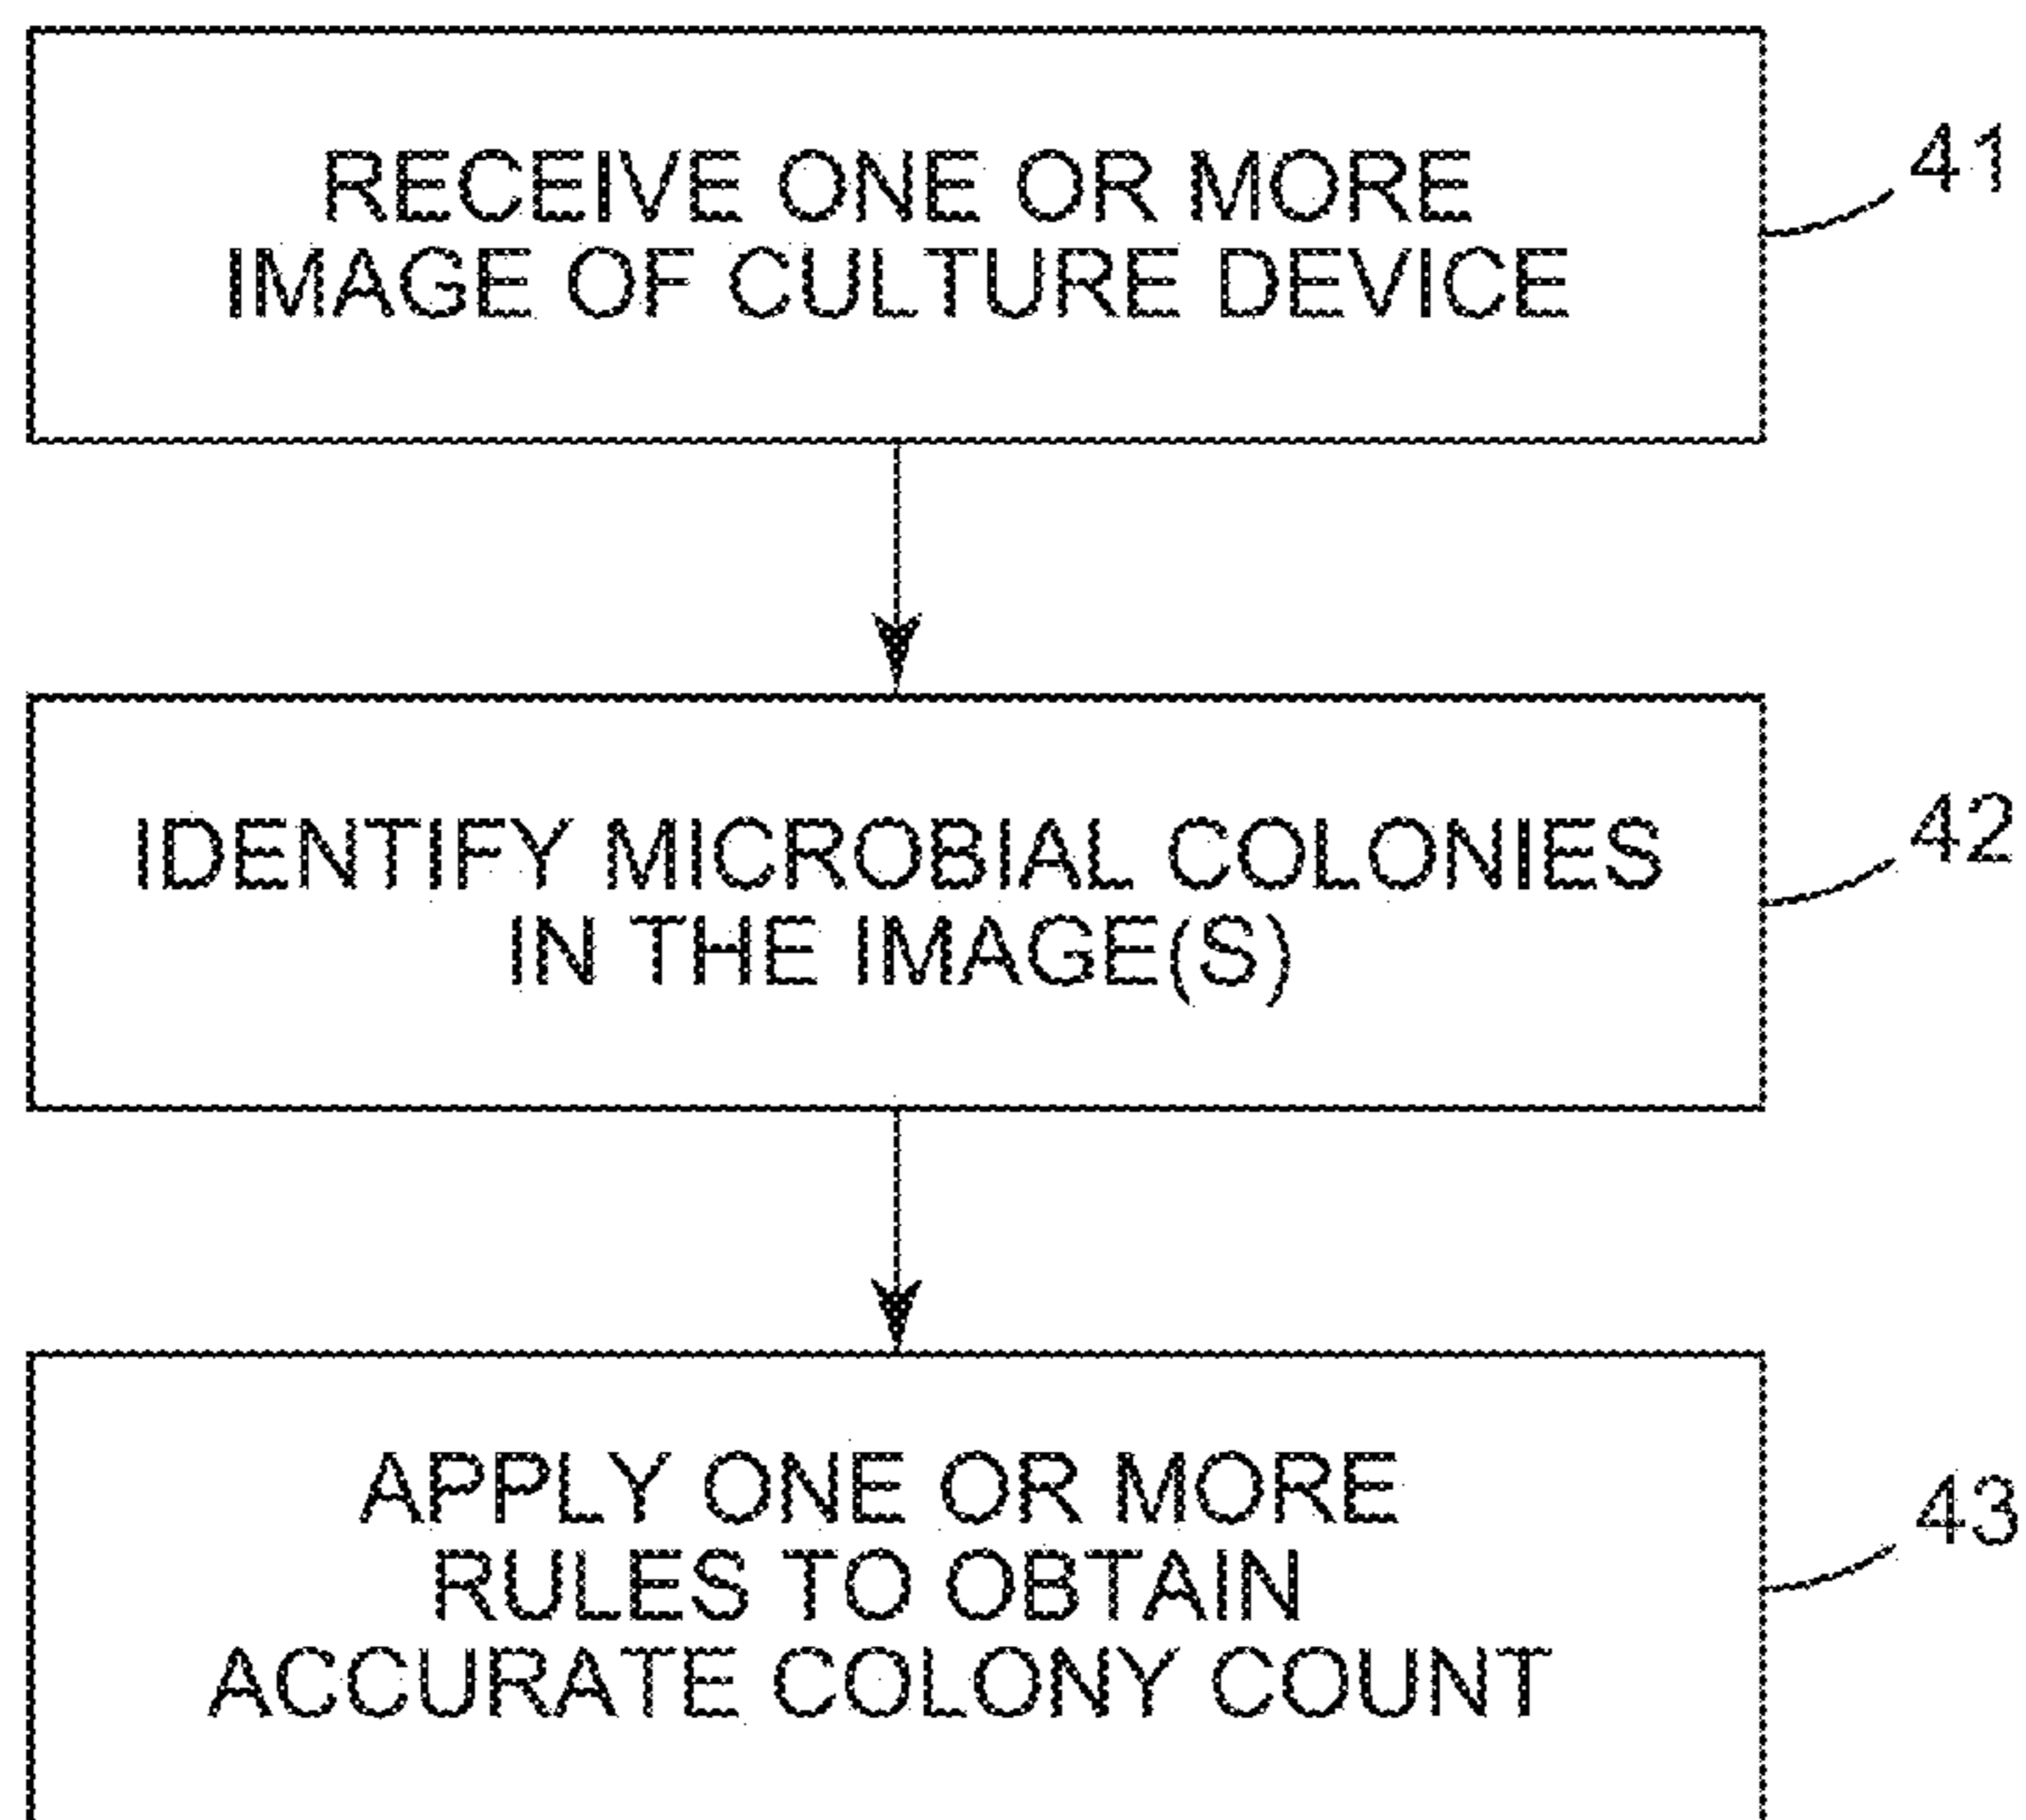 RECEIVE ONE OR MORE
IMAGE OF CULTURE DEVICE
41
IDENTIFY MICROBIAL COLONIES
IN THE IMAGE(S)
42
APPLY ONE OR MORE
RULES TO OBTAIN
ACCURATE COLONY COUNT
43